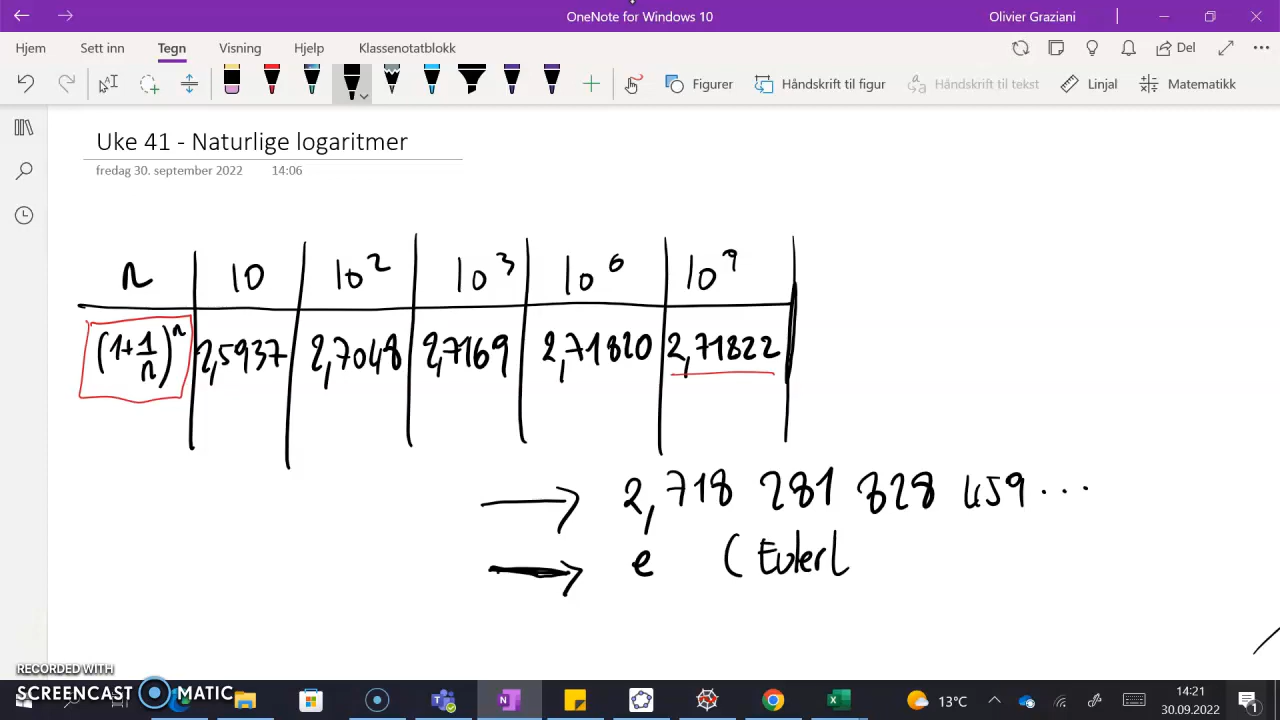 OneNote for Windows 10
Olivier Graziani
Hjem Sett inn Tegn Visning Hjelp Klassenotatblokk Del
Figurer Håndskrift til figur Håndskrift til tekst Linjal Matematikk
Uke 41 - Naturlige logaritmer
fredag 30. september 2022 14:06
n 10 10² 10³ 10⁶ 10⁹
(1+1/n)ⁿ 2,5937 2,7048 2,7169 2,71820 2,71822
→ 2,718 281 828 459...
→ e (Euler
RECORDED WITH
SCREENCAST MATIC
13°C
14:21
30.09.2022
1